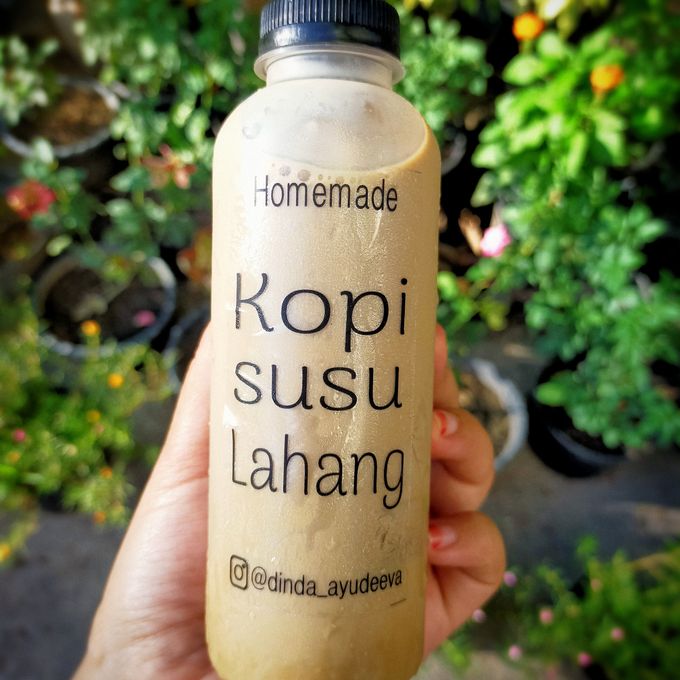 Homemade
Kopi
susu
Lahang
@dinda_ayudeeva